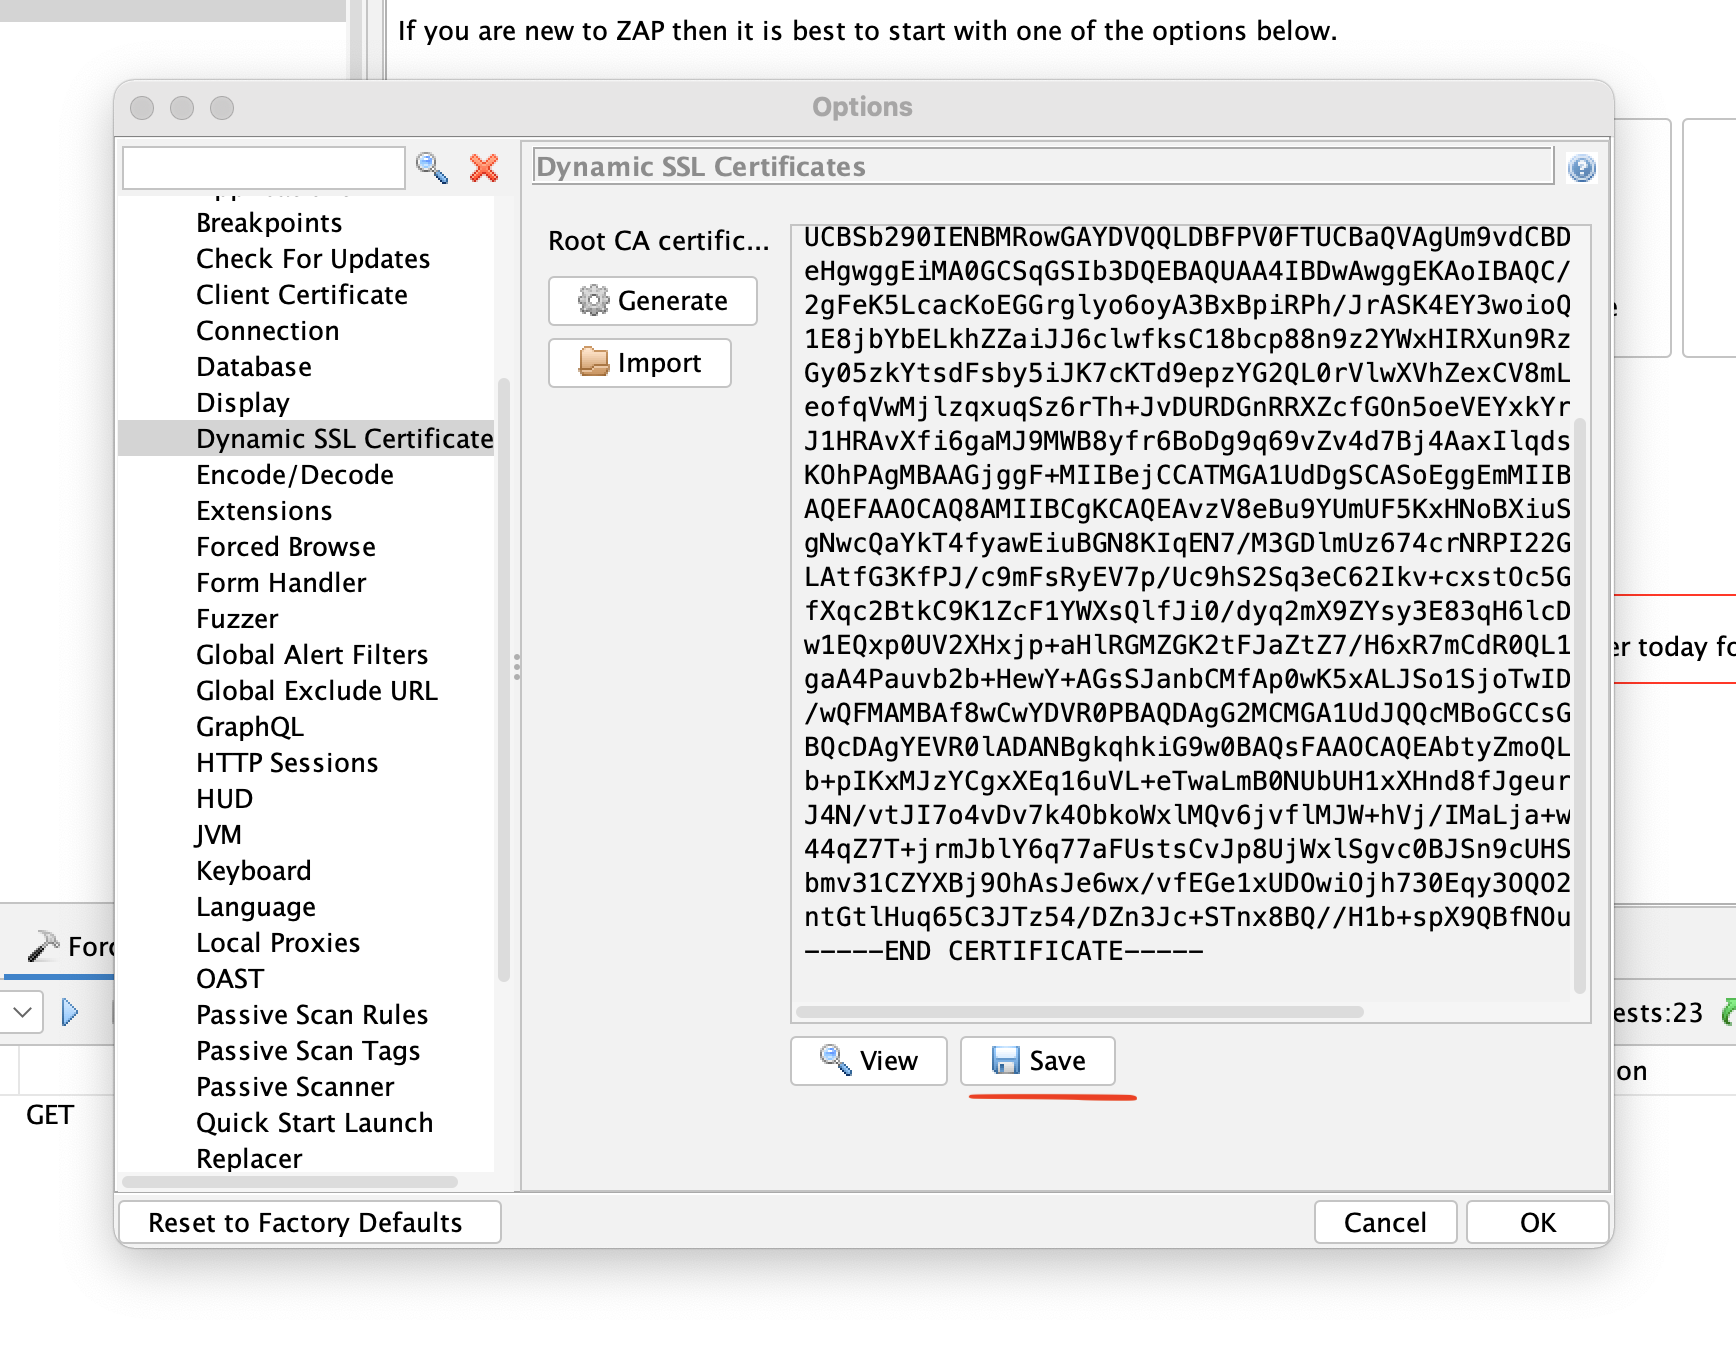 If you are new to ZAP then it is best to start with one of the options below.
Options
Dynamic SSL Certificates
Breakpoints
Check For Updates
Client Certificate
Connection
Database
Display
Dynamic SSL Certificate
Encode/Decode
Extensions
Forced Browse
Form Handler
Fuzzer
Global Alert Filters
Global Exclude URL
GraphQL
HTTP Sessions
HUD
JVM
Keyboard
Language
Local Proxies
OAST
Passive Scan Rules
Passive Scan Tags
Passive Scanner
Quick Start Launch
Replacer
Root CA certific...
Generate
Import
UCBSb290IENBMRowGAYDVQQLDBFPV0FTUCBaQVAgUm9vdCBD
eHgwggEiMA0GCSqGSIb3DQEBAQUAA4IBDwAwggEKAoIBAQC/
2gFeK5LcacKoEGGrglyo6oyA3BxBpiRPh/JrASK4EY3woioQ
1E8jbYbELkhZZaiJJ6clwfksC18bcp88n9z2YWxHIRXun9Rz
Gy05zkYtsdFsby5iJK7cKTd9epzYG2QL0rVlwXVhZexCV8mL
eofqVwMjlzqxuqSz6rTh+JvDURDGnRRXZcfGOn5oeVEYxkYr
J1HRAvXfi6gaMJ9MWB8yfr6BoDg9q69vZv4d7Bj4AaxIlqds
KOhPAgMBAAGjggF+MIIBejCCATMGA1UdDgSCASoEggEmMIIB
AQEFAAOCAQ8AMIIBCgKCAQEAvzV8eBu9YUmUF5KxHNoBXiuS
gNwcQaYkT4fyawEiuBGN8KIqEN7/M3GDlmUz674crNRPI22G
LAtfG3KfPJ/c9mFsRyEV7p/Uc9hS2Sq3eC62Ikv+cxstOc5G
fXqc2BtkC9K1ZcF1YWXsQlfJi0/dyq2mX9ZYsy3E83qH6lcD
w1EQxp0UV2XHxjp+aHlRGMZGK2tFJaZtZ7/H6xR7mCdR0QL1
gaA4Pauvb2b+HewY+AGsSJanbCMfAp0wK5xALJSo1SjoTwID
/wQFMAMBAf8wCwYDVR0PBAQDAgG2MCMGA1UdJQQcMBoGCCsG
BQcDAgYEVR0lADANBgkqhkiG9w0BAQsFAAOCAQEAbtyZmoQL
b+pIKxMJzYCgxXEq16uVL+eTwaLmB0NUbUH1xXHnd8fJgeur
J4N/vtJI7o4vDv7k4ObkoWxlMQv6jvflMJW+hVj/IMaLja+w
44qZ7T+jrmJblY6q77aFUstsCvJp8UjWxlSgvc0BJSn9cUHS
bmv31CZYXBj9OhAsJe6wx/vfEGe1xUDOwiOjh730Eqy3OQO2
ntGtlHuq65C3JTz54/DZn3Jc+STnx8BQ//H1b+spX9QBfNOu
-----END CERTIFICATE-----
View
Save
Reset to Factory Defaults
Cancel
OK
er today fo
Forc
ests:23
on
GET